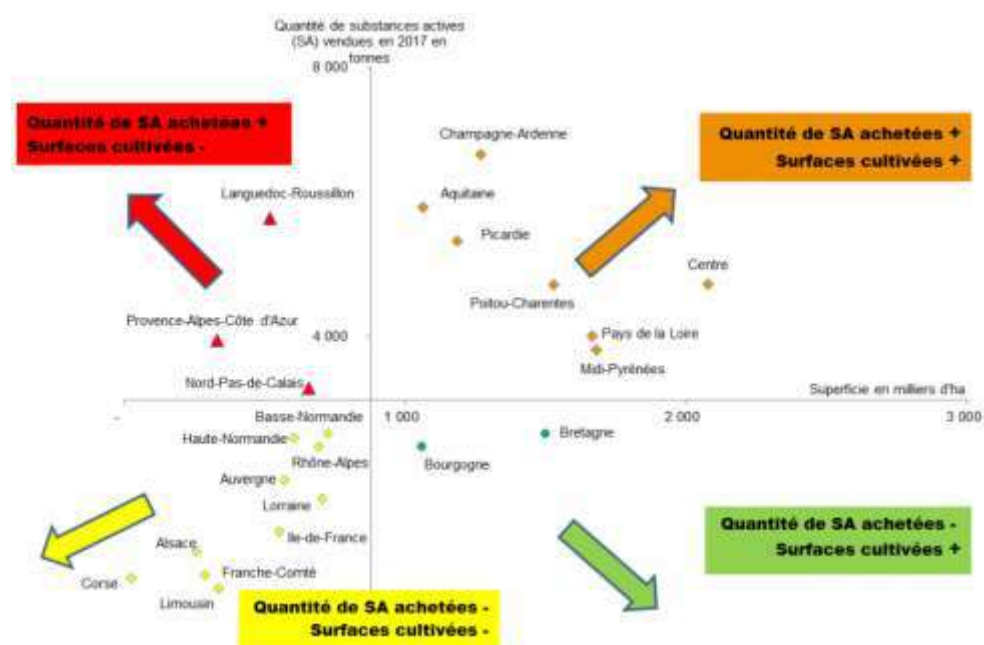 Quantité de substances actives
(SA) vendues en 2017 en
tonnes
8 000
Quantité de SA achetées +
Surfaces cultivées -
Champagne-Ardenne
Quantité de SA achetées +
Surfaces cultivées +
Languedoc-Roussillon
Aquitaine
Picardie
Centre
Poitou-Charentes
Provence-Alpes-Côte d'Azur
4 000
Pays de la Loire
Midi-Pyrénées
Nord-Pas-de-Calais
Superficie en milliers d'ha
-
1 000
2 000
3 000
Basse-Normandie
Haute-Normandie
Bretagne
Rhône-Alpes
Bourgogne
Auvergne
Lorraine
Ile-de-France
Quantité de SA achetées -
Surfaces cultivées +
Alsace
Franche-Comté
Corse
Limousin
Quantité de SA achetées -
Surfaces cultivées -